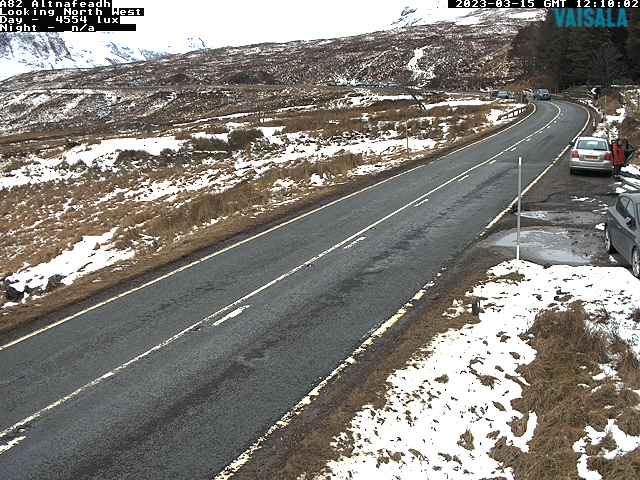 A82 Altnafeadh
Looking North West
Day - 4554 lux
Night - n/a
2023-03-15 GMT 12:10:02
VAISALA